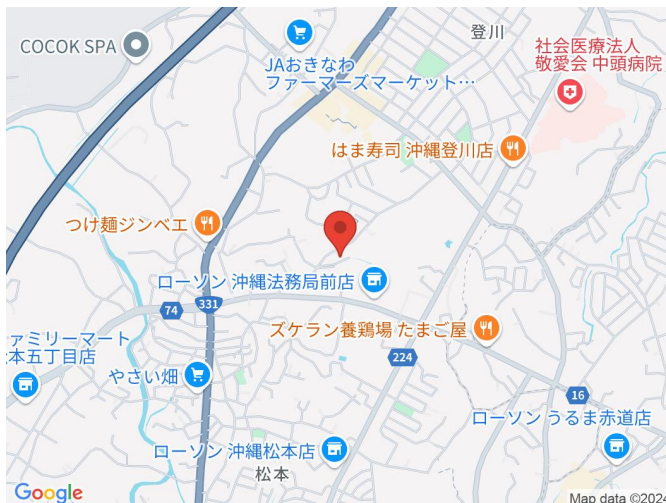 COCOK SPA
JAおきなわ
ファーマーズマーケット…
登川
社会医療法人
敬愛会 中頭病院
はま寿司 沖縄登川店
つけ麺ジンベエ
ローソン 沖縄法務局前店
74
331
ズケラン養鶏場 たまご屋
ァミリーマート
本五丁目店
224
やさい畑
16
ローソン うるま赤道店
ローソン 沖縄松本店
松本
Google
Map data ©2024